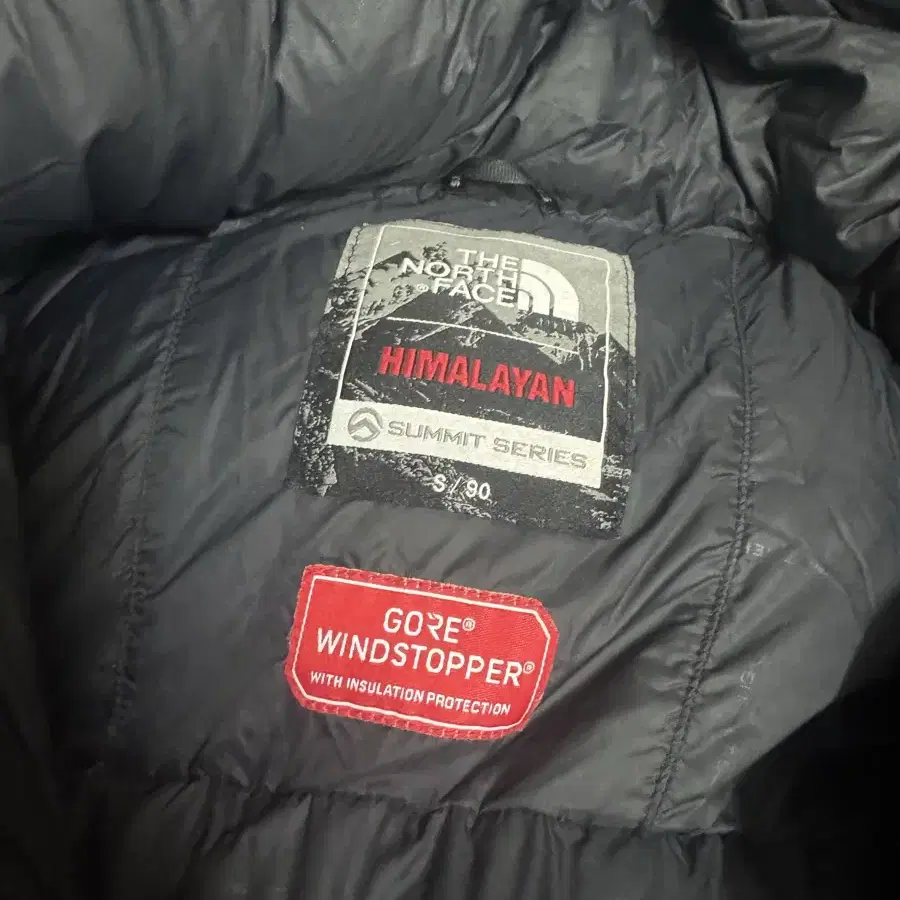 THE
NORTH
® FACE
HIMALAYAN
SUMMIT SERIES
S / 90
GORE®
WINDSTOPPER®
WITH INSULATION PROTECTION